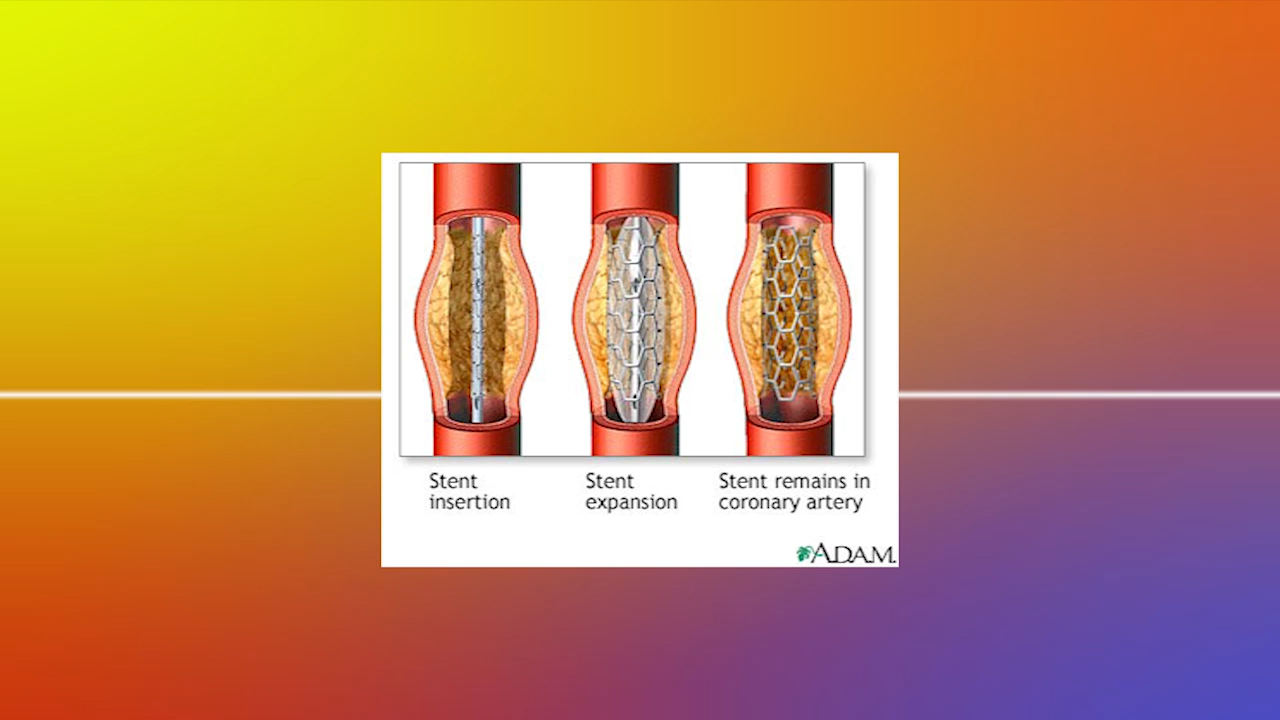 Stent
insertion
Stent
expansion
Stent remains in
coronary artery
A.D.A.M.